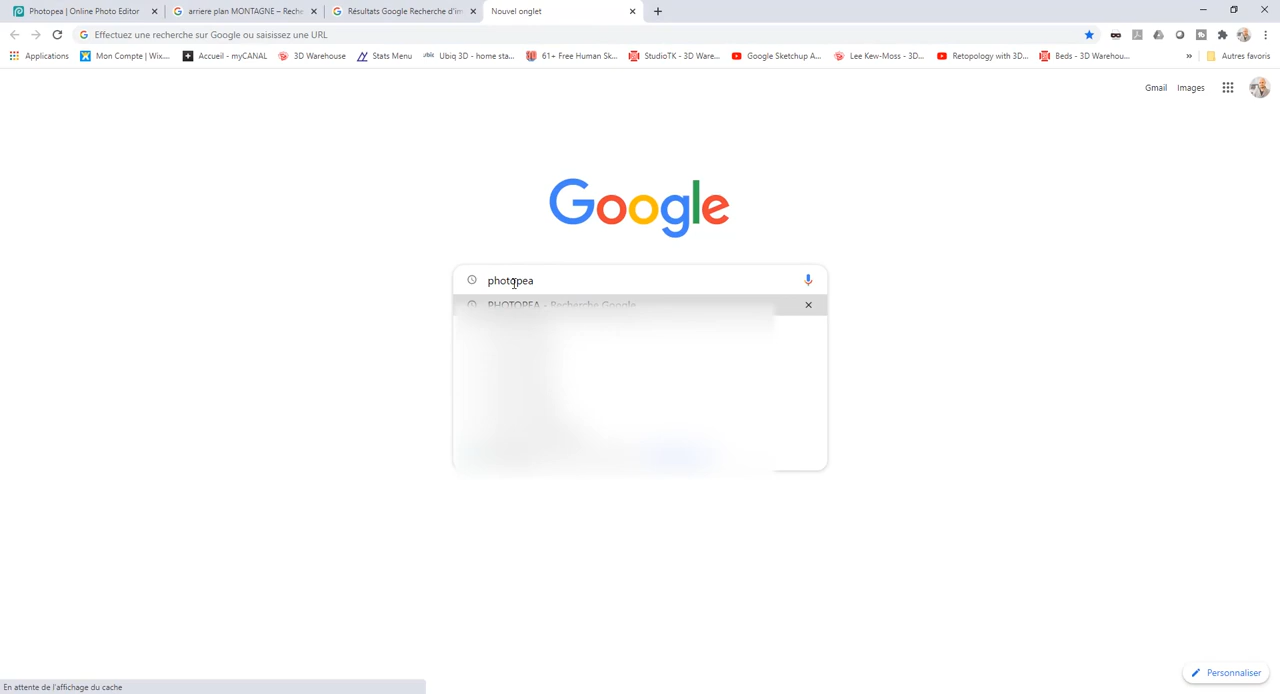 Photopea | Online Photo Editor
arriere plan MONTAGNE – Reche
Résultats Google Recherche d'im
Nouvel onglet
Effectuez une recherche sur Google ou saisissez une URL
Applications
Mon Compte | Wix....
Accueil - myCANAL
3D Warehouse
Stats Menu
Ubiq 3D - home sta...
61+ Free Human Sk...
StudioTK - 3D Ware...
Google Sketchup A...
Lee Kew-Moss - 3D...
Retopology with 3D...
Beds - 3D Warehou...
»
Autres favoris
Gmail
Images
Google
photopea
PHOTOPEA - Recherche Google
Personnaliser
En attente de l'affichage du cache